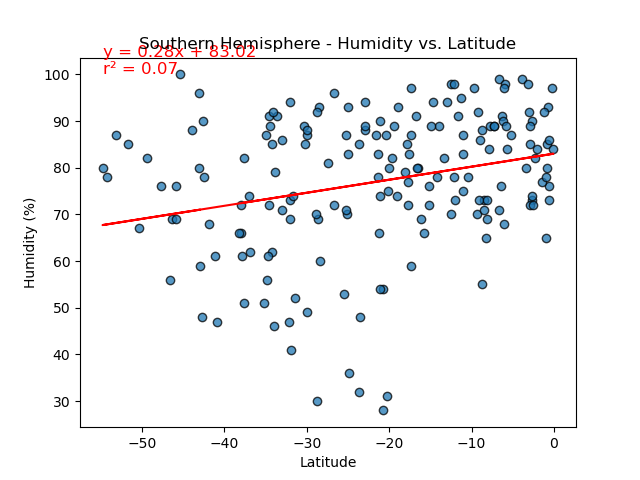 Southern Hemisphere - Humidity vs. Latitude
y = 0.28x + 83.02
r² = 0.07
100
90
80
70
60
50
40
30
Humidity (%)
−50
−40
−30
−20
−10
0
Latitude